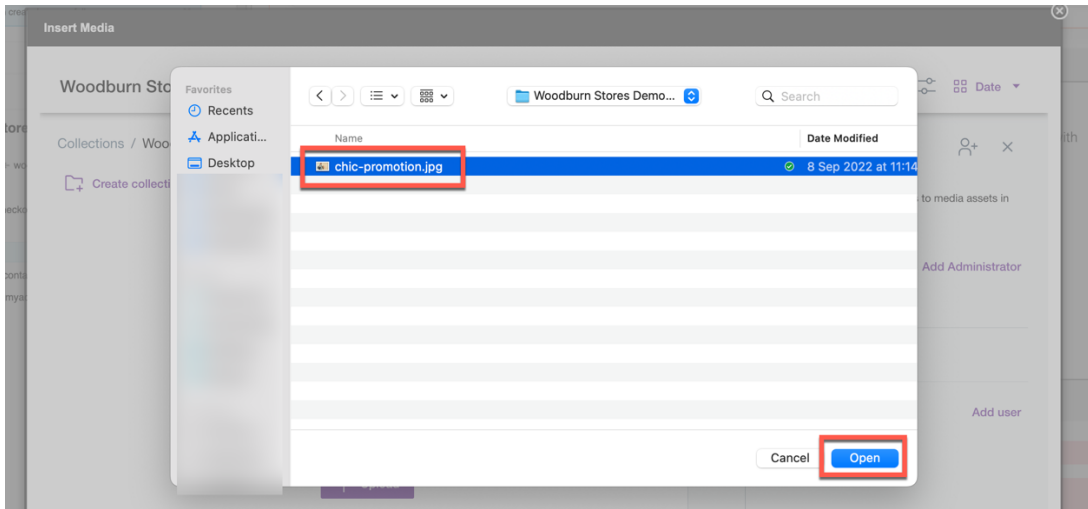 Insert Media
Woodburn Sto
Date
Collections / Woo
Create collecti
to media assets in
Add Administrator
Add user
Favorites
Recents
Applicati...
Desktop
Woodburn Stores Demo...
Search
Name
Date Modified
chic-promotion.jpg
8 Sep 2022 at 11:14
Cancel
Open